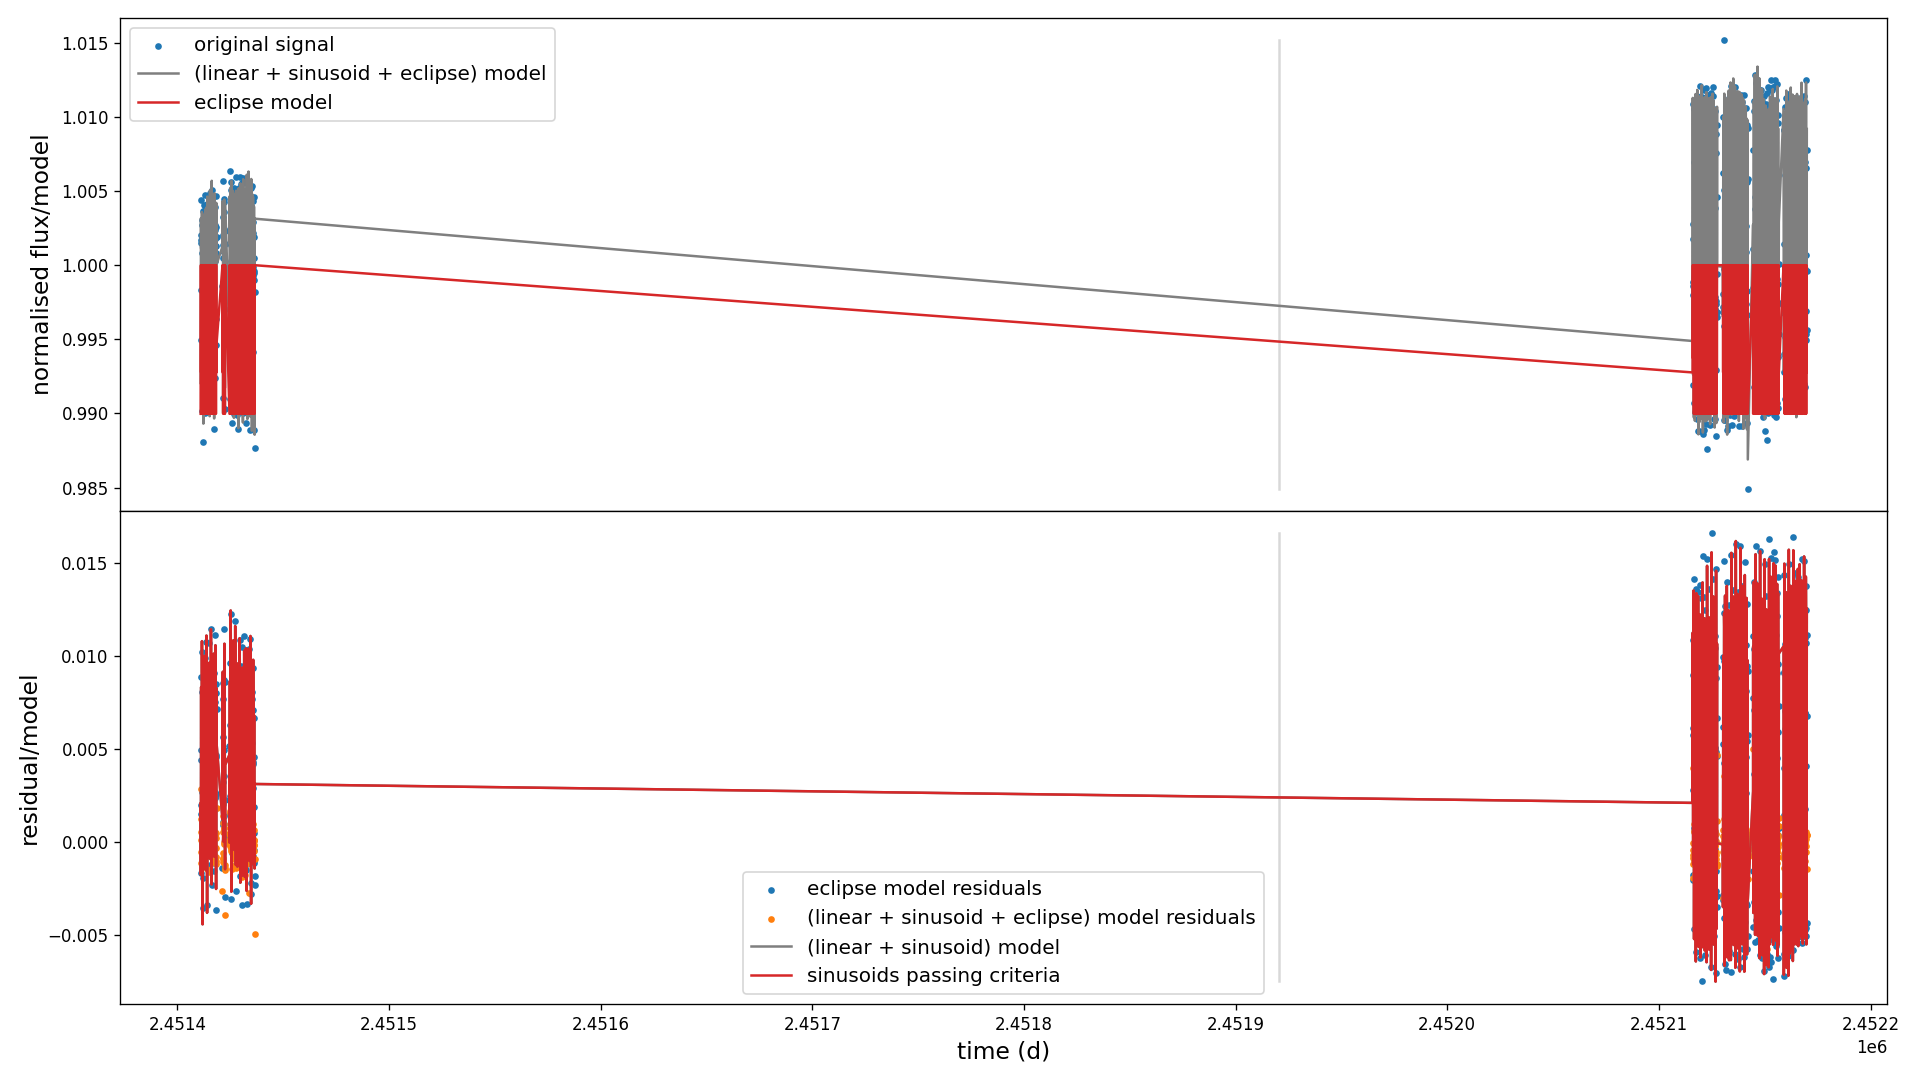 original signal
(linear + sinusoid + eclipse) model
eclipse model
normalised flux/model
1.015
1.010
1.005
1.000
0.995
0.990
0.985
residual/model
0.015
0.010
0.005
0.000
−0.005
eclipse model residuals
(linear + sinusoid + eclipse) model residuals
(linear + sinusoid) model
sinusoids passing criteria
2.4514 2.4515 2.4516 2.4517 2.4518 2.4519 2.4520 2.4521 2.4522
1e6
time (d)